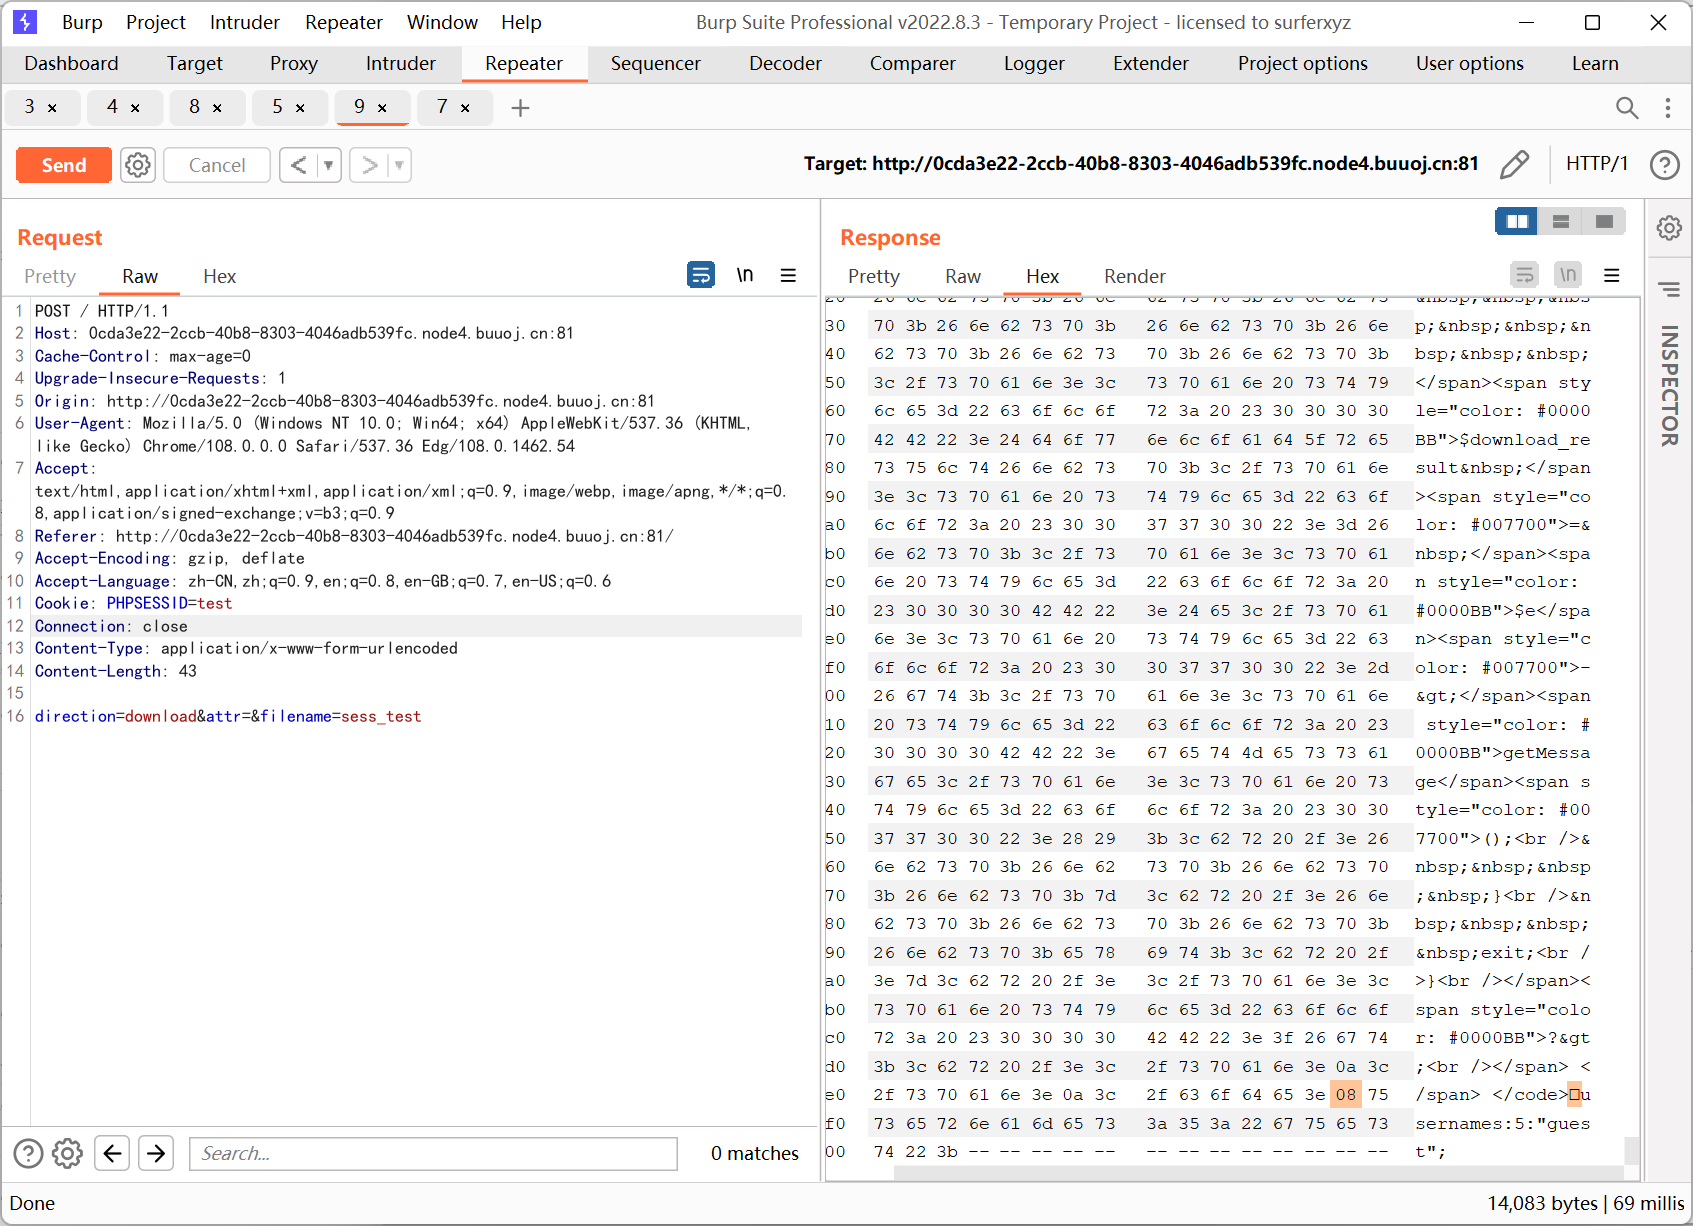 Burp Project Intruder Repeater Window Help Burp Suite Professional v2022.8.3 - Temporary Project - licensed to surferxyz
Dashboard Target Proxy Intruder Repeater Sequencer Decoder Comparer Logger Extender Project options User options Learn
3 × 4 × 8 × 5 × 9 × 7 × +
Send Cancel < ▼ > ▼ Target: http://0cda3e22-2ccb-40b8-8303-4046adb539fc.node4.buuoj.cn:81 HTTP/1 ?
Request
Pretty Raw Hex \n
1 POST / HTTP/1.1
2 Host: 0cda3e22-2ccb-40b8-8303-4046adb539fc.node4.buuoj.cn:81
3 Cache-Control: max-age=0
4 Upgrade-Insecure-Requests: 1
5 Origin: http://0cda3e22-2ccb-40b8-8303-4046adb539fc.node4.buuoj.cn:81
6 User-Agent: Mozilla/5.0 (Windows NT 10.0; Win64; x64) AppleWebKit/537.36 (KHTML,
like Gecko) Chrome/108.0.0.0 Safari/537.36 Edg/108.0.1462.54
7 Accept:
text/html,application/xhtml+xml,application/xml;q=0.9,image/webp,image/apng,*/*;q=0.
8,application/signed-exchange;v=b3;q=0.9
8 Referer: http://0cda3e22-2ccb-40b8-8303-4046adb539fc.node4.buuoj.cn:81/
9 Accept-Encoding: gzip, deflate
10 Accept-Language: zh-CN,zh;q=0.9,en;q=0.8,en-GB;q=0.7,en-US;q=0.6
11 Cookie: PHPSESSID=test
12 Connection: close
13 Content-Type: application/x-www-form-urlencoded
14 Content-Length: 43
15
16 direction=download&attr=&filename=sess_test
? Search... 0 matches
Response
Pretty Raw Hex Render \n
20 20 6e 62 73 70 3b 26 6e 62 73 70 3b 26 6e 62 73 &nbsp;&nbsp;&nbs
30 70 3b 26 6e 62 73 70 3b 26 6e 62 73 70 3b 26 6e p;&nbsp;&nbsp;&n
40 62 73 70 3b 26 6e 62 73 70 3b 26 6e 62 73 70 3b bsp;&nbsp;&nbsp;
50 3c 2f 73 70 61 6e 3e 3c 73 70 61 6e 20 73 74 79 </span><span sty
60 6c 65 3d 22 63 6f 6c 6f 72 3a 20 23 30 30 30 30 le="color: #0000
70 42 42 22 3e 24 64 6f 77 6e 6c 6f 61 64 5f 72 65 BB">$download_re
80 73 75 6c 74 26 6e 62 73 70 3b 3c 2f 73 70 61 6e sult&nbsp;</span
90 3e 3c 73 70 61 6e 20 73 74 79 6c 65 3d 22 63 6f ><span style="co
a0 6c 6f 72 3a 20 23 30 30 37 37 30 30 22 3e 3d 26 lor: #007700">=&
b0 6e 62 73 70 3b 3c 2f 73 70 61 6e 3e 3c 73 70 61 nbsp;</span><spa
c0 6e 20 73 74 79 6c 65 3d 22 63 6f 6c 6f 72 3a 20 n style="color:
d0 23 30 30 30 30 42 42 22 3e 24 65 3c 2f 73 70 61 #0000BB">$e</spa
e0 6e 3e 3c 73 70 61 6e 20 73 74 79 6c 65 3d 22 63 n><span style="c
f0 6f 6c 6f 72 3a 20 23 30 30 37 37 30 30 22 3e 2d olor: #007700">-
00 26 67 74 3b 3c 2f 73 70 61 6e 3e 3c 73 70 61 6e &gt;</span><span
10 20 73 74 79 6c 65 3d 22 63 6f 6c 6f 72 3a 20 23 style="color: #
20 30 30 30 30 42 42 22 3e 67 65 74 4d 65 73 73 61 0000BB">getMessa
30 67 65 3c 2f 73 70 61 6e 3e 3c 73 70 61 6e 20 73 ge</span><span s
40 74 79 6c 65 3d 22 63 6f 6c 6f 72 3a 20 23 30 30 tyle="color: #00
50 37 37 30 30 22 3e 28 29 3b 3c 62 72 20 2f 3e 26 7700">();<br />&
60 6e 62 73 70 3b 26 6e 62 73 70 3b 26 6e 62 73 70 nbsp;&nbsp;&nbsp
70 3b 26 6e 62 73 70 3b 7d 3c 62 72 20 2f 3e 26 6e ;&nbsp;}<br />&n
80 62 73 70 3b 26 6e 62 73 70 3b 26 6e 62 73 70 3b bsp;&nbsp;&nbsp;
90 26 6e 62 73 70 3b 65 78 69 74 3b 3c 62 72 20 2f &nbsp;exit;<br /
a0 3e 7d 3c 62 72 20 2f 3e 3c 2f 73 70 61 6e 3e 3c >}<br /></span><
b0 73 70 61 6e 20 73 74 79 6c 65 3d 22 63 6f 6c 6f span style="colo
c0 72 3a 20 23 30 30 30 30 42 42 22 3e 3f 26 67 74 r: #0000BB">?&gt
d0 3b 3c 62 72 20 2f 3e 3c 2f 73 70 61 6e 3e 0a 3c ;<br /></span> <
e0 2f 73 70 61 6e 3e 0a 3c 2f 63 6f 64 65 3e 08 75 /span> </code>□u
f0 73 65 72 6e 61 6d 65 73 3a 35 3a 22 67 75 65 73 sernames:5:"gues
00 74 22 3b -- -- -- -- -- -- -- -- -- -- -- -- -- t";
INSPECTOR
Done 14,083 bytes | 69 millis